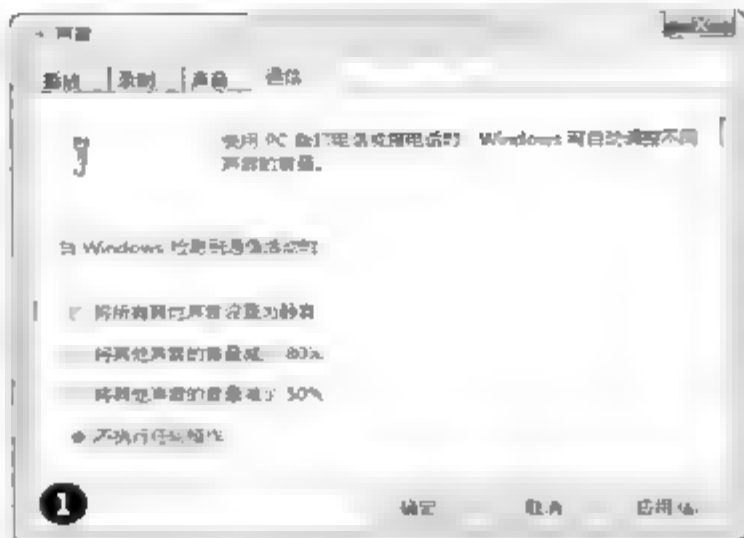 声音
播放 录制 声音 通信
使用 PC 拨打电话或接电话时 Windows 可自动调整不同
声音的音量。
当 Windows 检测到通信活动时
将所有其他声音设置为静音
将其他声音的音量减 80%
将其他声音的音量减少 50%
不执行任何操作
1
确定 取消 应用(A)